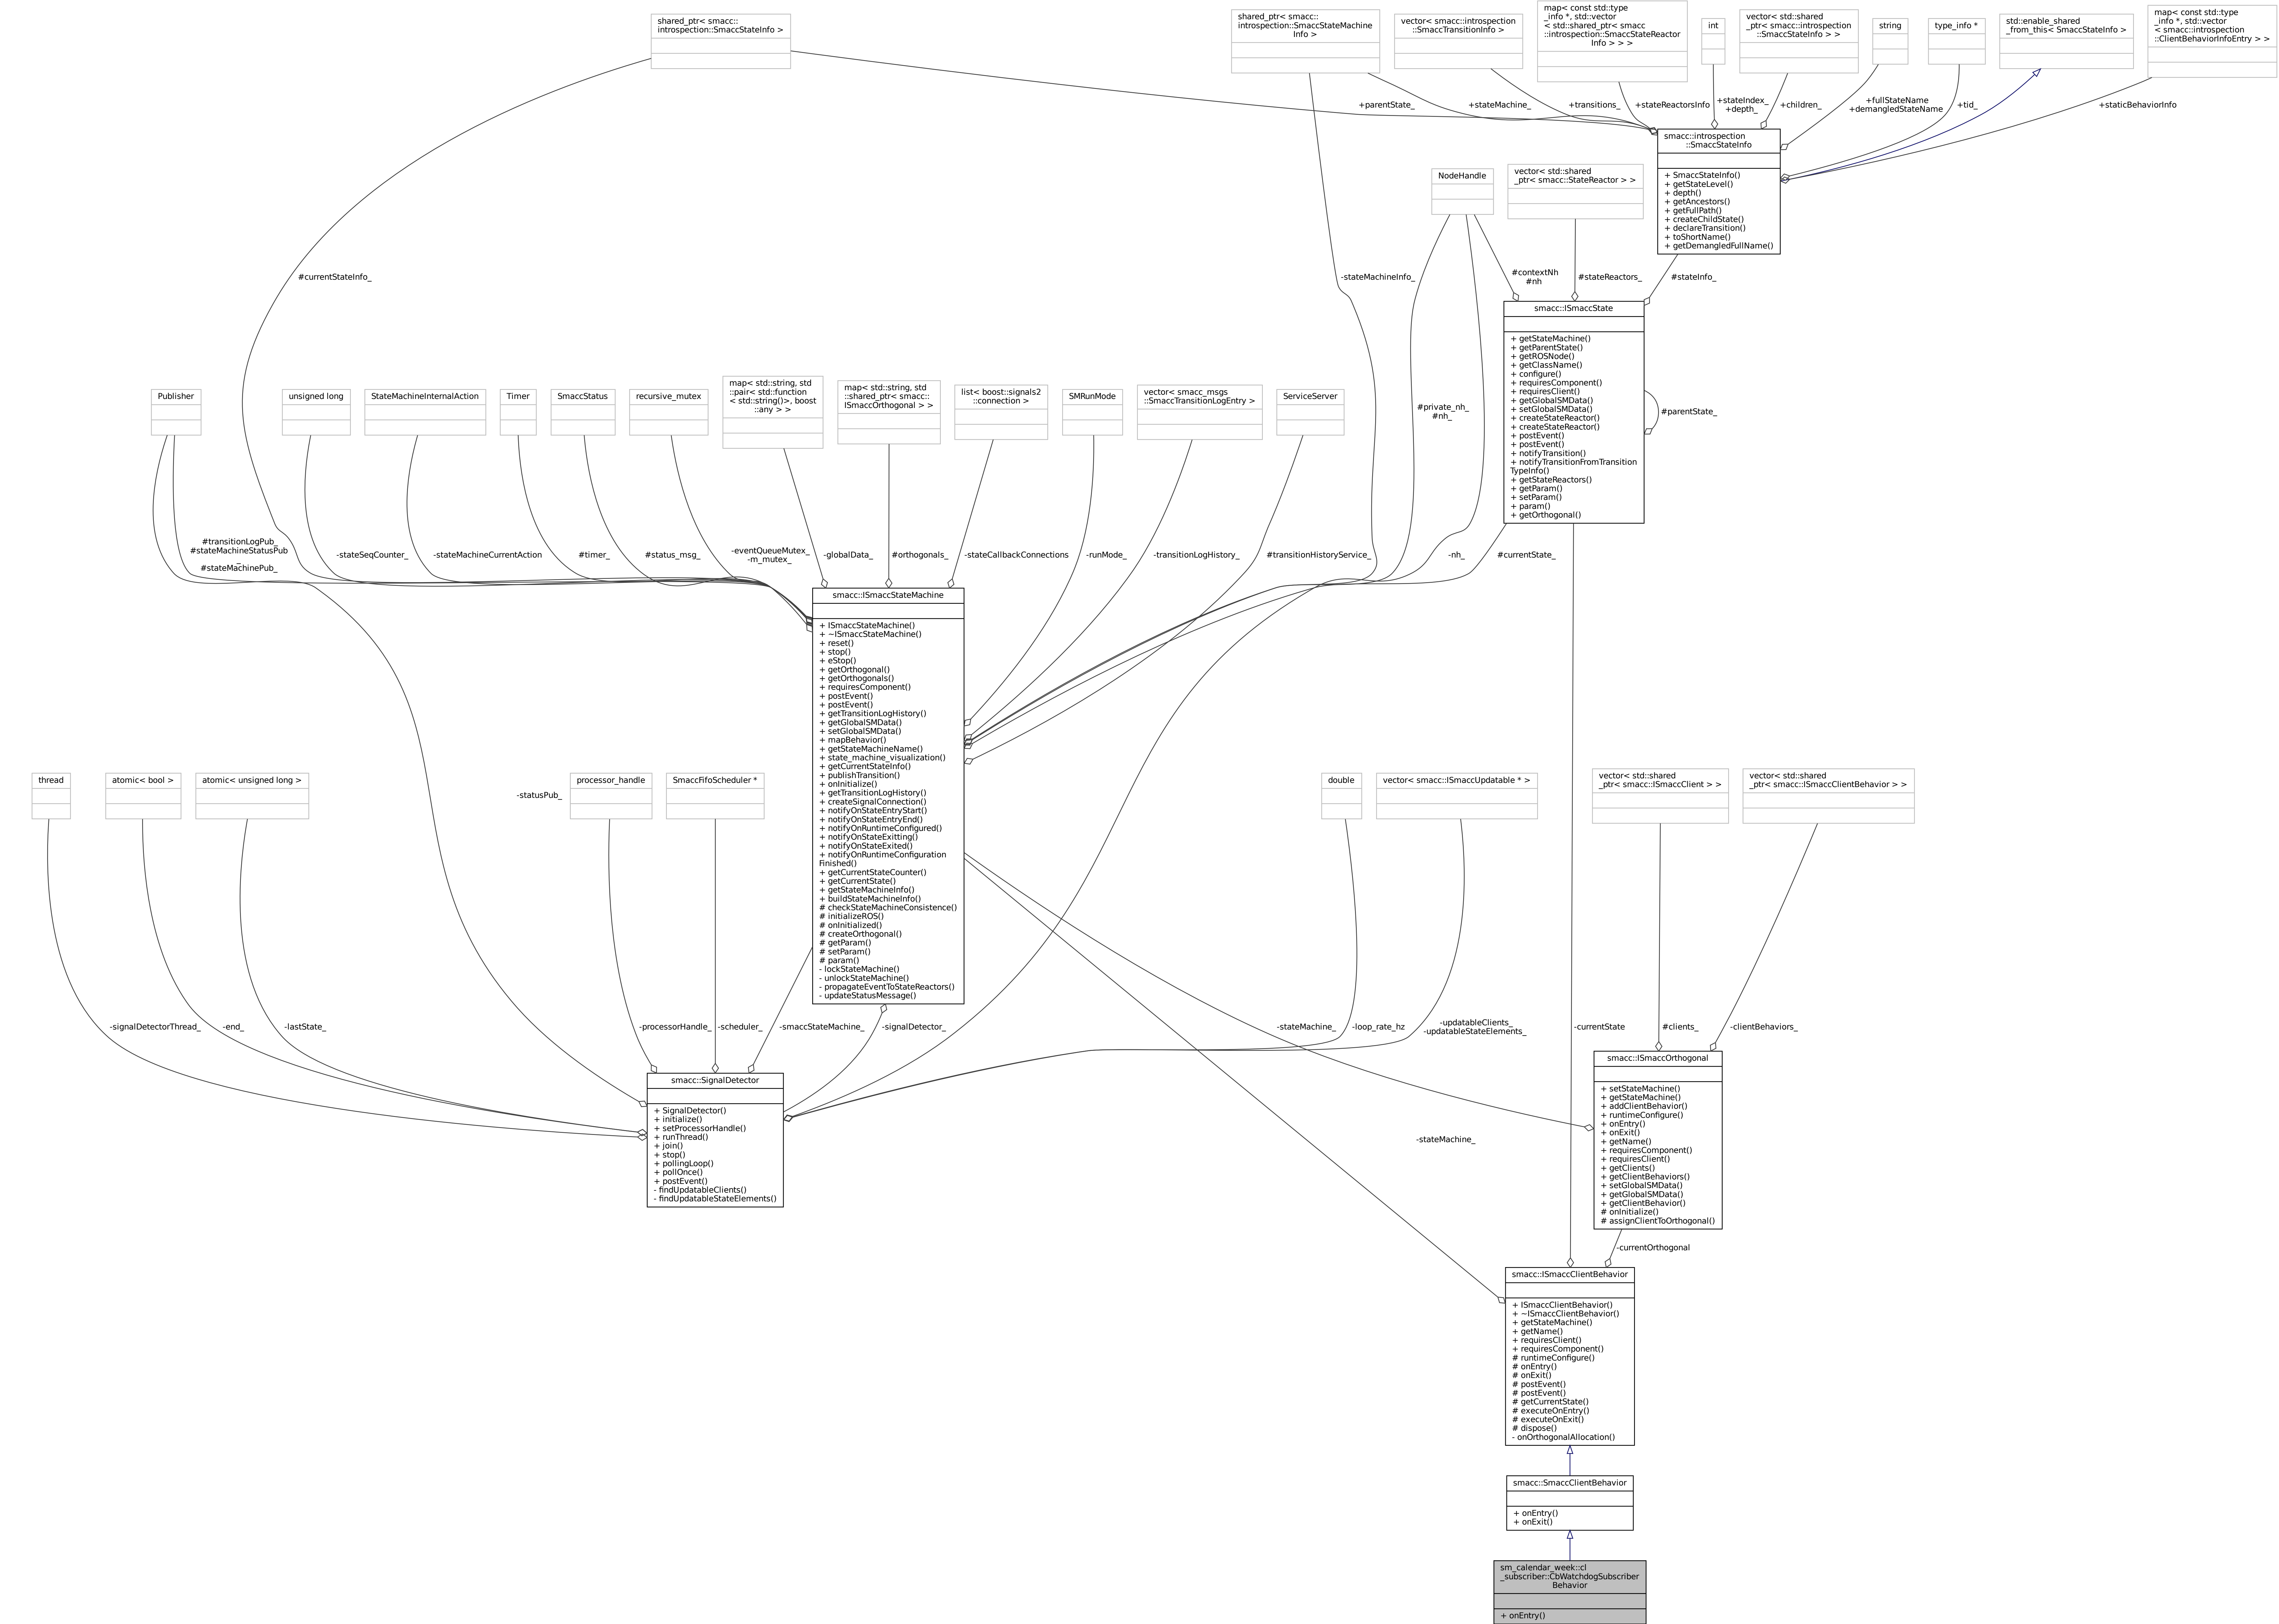 shared_ptr< smacc::
introspection::SmaccStateInfo >
shared_ptr< smacc::
introspection::SmaccStateMachine
Info >
vector< smacc::introspection
::SmaccTransitionInfo >
map< const std::type
_info *, std::vector
< std::shared_ptr< smacc
::introspection::SmaccStateReactor
Info > > >
int
vector< std::shared
_ptr< smacc::introspection
::SmaccStateInfo > >
string
type_info *
std::enable_shared
_from_this< SmaccStateInfo >
map< const std::type
_info *, std::vector
< smacc::introspection
::ClientBehaviorInfoEntry > >
+parentState_
+stateMachine_
+transitions_
+stateReactorsInfo
+stateIndex_
+depth_
+children_
+fullStateName
+demangledStateName
+tid_
+staticBehaviorInfo
smacc::introspection
::SmaccStateInfo
+ SmaccStateInfo()
+ getStateLevel()
+ depth()
+ getAncestors()
+ getFullPath()
+ createChildState()
+ declareTransition()
+ toShortName()
+ getDemangledFullName()
NodeHandle
vector< std::shared
_ptr< smacc::StateReactor > >
#currentStateInfo_
-stateMachineInfo_
#contextNh
#nh
#stateReactors_
#stateInfo_
smacc::ISmaccState
+ getStateMachine()
+ getParentState()
+ getROSNode()
+ getClassName()
+ configure()
+ requiresComponent()
+ requiresClient()
+ getGlobalSMData()
+ setGlobalSMData()
+ createStateReactor()
+ createStateReactor()
+ postEvent()
+ postEvent()
+ notifyTransition()
+ notifyTransitionFromTransition
TypeInfo()
+ getStateReactors()
+ getParam()
+ setParam()
+ param()
+ getOrthogonal()
#parentState_
Publisher
unsigned long
StateMachineInternalAction
Timer
SmaccStatus
recursive_mutex
map< std::string, std
::pair< std::function
< std::string()>, boost
::any > >
map< std::string, std
::shared_ptr< smacc::
ISmaccOrthogonal > >
list< boost::signals2
::connection >
SMRunMode
vector< smacc_msgs
::SmaccTransitionLogEntry >
ServiceServer
#private_nh_
#nh_
#transitionLogPub_
#stateMachineStatusPub
_
#stateMachinePub_
-stateSeqCounter_
-stateMachineCurrentAction
#timer_
#status_msg_
-eventQueueMutex_
-m_mutex_
-globalData_
#orthogonals_
-stateCallbackConnections
-runMode_
-transitionLogHistory_
#transitionHistoryService_
-nh_
#currentState_
smacc::ISmaccStateMachine
+ ISmaccStateMachine()
+ ~ISmaccStateMachine()
+ reset()
+ stop()
+ eStop()
+ getOrthogonal()
+ getOrthogonals()
+ requiresComponent()
+ postEvent()
+ postEvent()
+ getTransitionLogHistory()
+ getGlobalSMData()
+ setGlobalSMData()
+ mapBehavior()
+ getStateMachineName()
+ state_machine_visualization()
+ getCurrentStateInfo()
+ publishTransition()
+ onInitialize()
+ getTransitionLogHistory()
+ createSignalConnection()
+ notifyOnStateEntryStart()
+ notifyOnStateEntryEnd()
+ notifyOnRuntimeConfigured()
+ notifyOnStateExitting()
+ notifyOnStateExited()
+ notifyOnRuntimeConfiguration
Finished()
+ getCurrentStateCounter()
+ getCurrentState()
+ getStateMachineInfo()
+ buildStateMachineInfo()
# checkStateMachineConsistence()
# initializeROS()
# onInitialized()
# createOrthogonal()
# getParam()
# setParam()
# param()
- lockStateMachine()
- unlockStateMachine()
- propagateEventToStateReactors()
- updateStatusMessage()
thread
atomic< bool >
atomic< unsigned long >
-statusPub_
processor_handle
SmaccFifoScheduler *
double
vector< smacc::ISmaccUpdatable * >
vector< std::shared
_ptr< smacc::ISmaccClient > >
vector< std::shared
_ptr< smacc::ISmaccClientBehavior > >
-signalDetectorThread_
-end_
-lastState_
-processorHandle_
-scheduler_
-smaccStateMachine_
-signalDetector_
-stateMachine_
-loop_rate_hz
-updatableClients_
-updatableStateElements_
-currentState
#clients_
-clientBehaviors_
smacc::SignalDetector
+ SignalDetector()
+ initialize()
+ setProcessorHandle()
+ runThread()
+ join()
+ stop()
+ pollingLoop()
+ pollOnce()
+ postEvent()
- findUpdatableClients()
- findUpdatableStateElements()
smacc::ISmaccOrthogonal
+ setStateMachine()
+ getStateMachine()
+ addClientBehavior()
+ runtimeConfigure()
+ onEntry()
+ onExit()
+ getName()
+ requiresComponent()
+ requiresClient()
+ getClients()
+ getClientBehaviors()
+ setGlobalSMData()
+ getGlobalSMData()
+ getClientBehavior()
# onInitialize()
# assignClientToOrthogonal()
-stateMachine_
-currentOrthogonal
smacc::ISmaccClientBehavior
+ ISmaccClientBehavior()
+ ~ISmaccClientBehavior()
+ getStateMachine()
+ getName()
+ requiresClient()
+ requiresComponent()
# runtimeConfigure()
# onEntry()
# onExit()
# postEvent()
# postEvent()
# getCurrentState()
# executeOnEntry()
# executeOnExit()
# dispose()
- onOrthogonalAllocation()
smacc::SmaccClientBehavior
+ onEntry()
+ onExit()
sm_calendar_week::cl
_subscriber::CbWatchdogSubscriber
Behavior
+ onEntry()